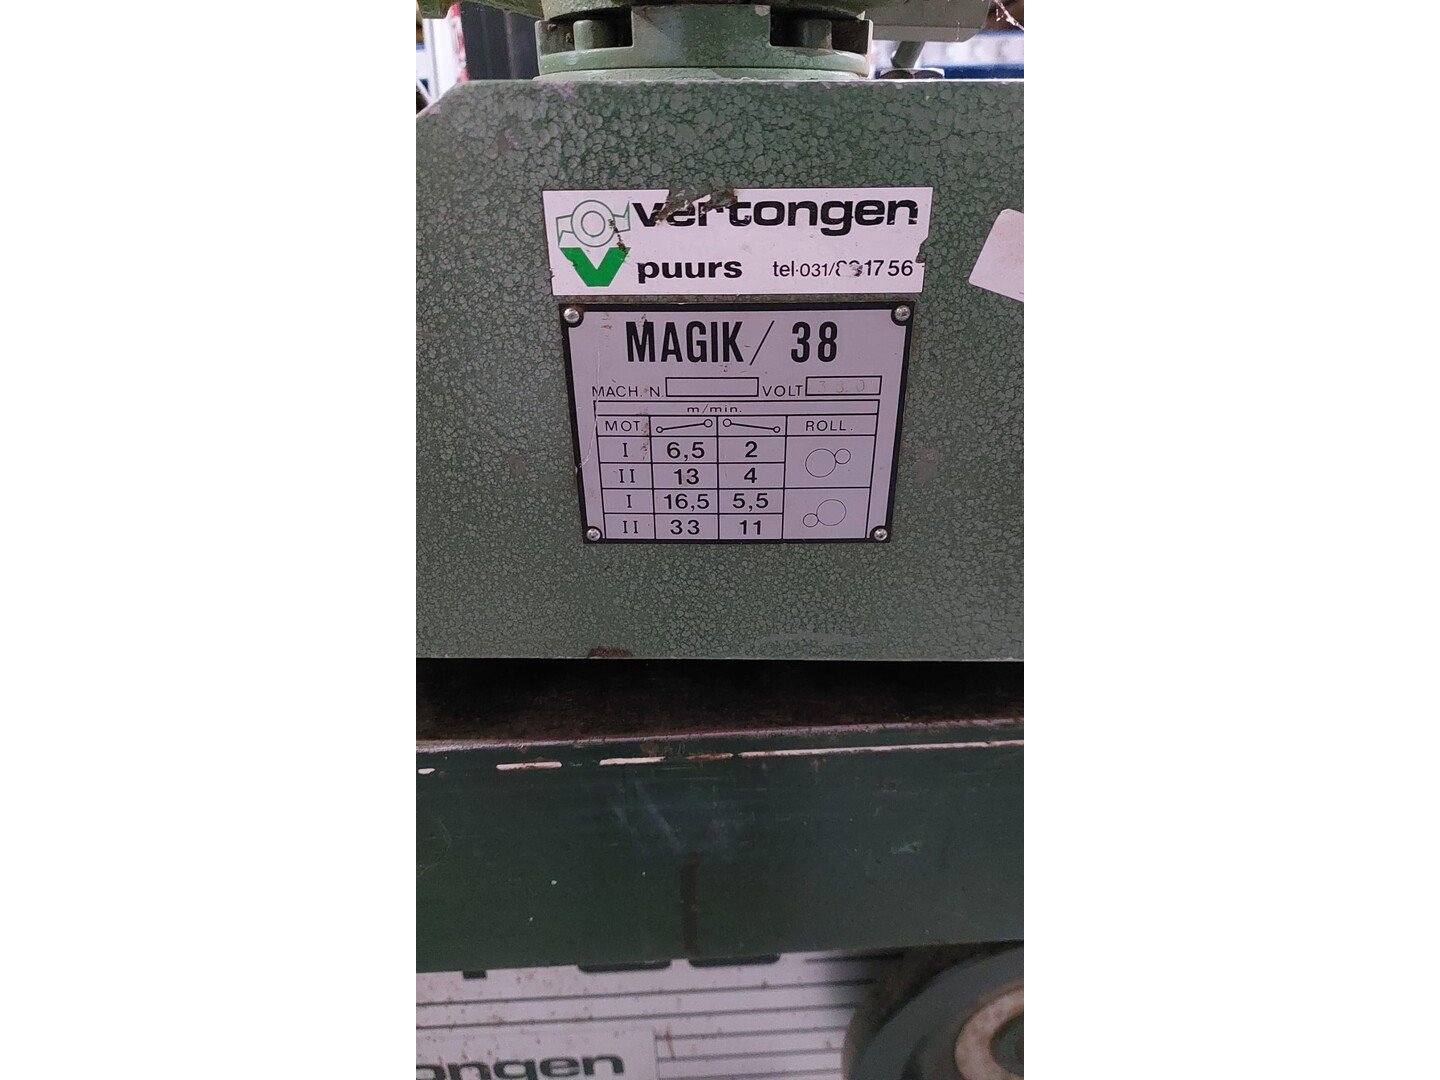 vertongen
puurs
MAGIK / 38
MACH. N. VOLT 380
m/min.
MOT. ROLL.
I 6,5 2
II 13 4
I 16,5 5,5
II 33 11